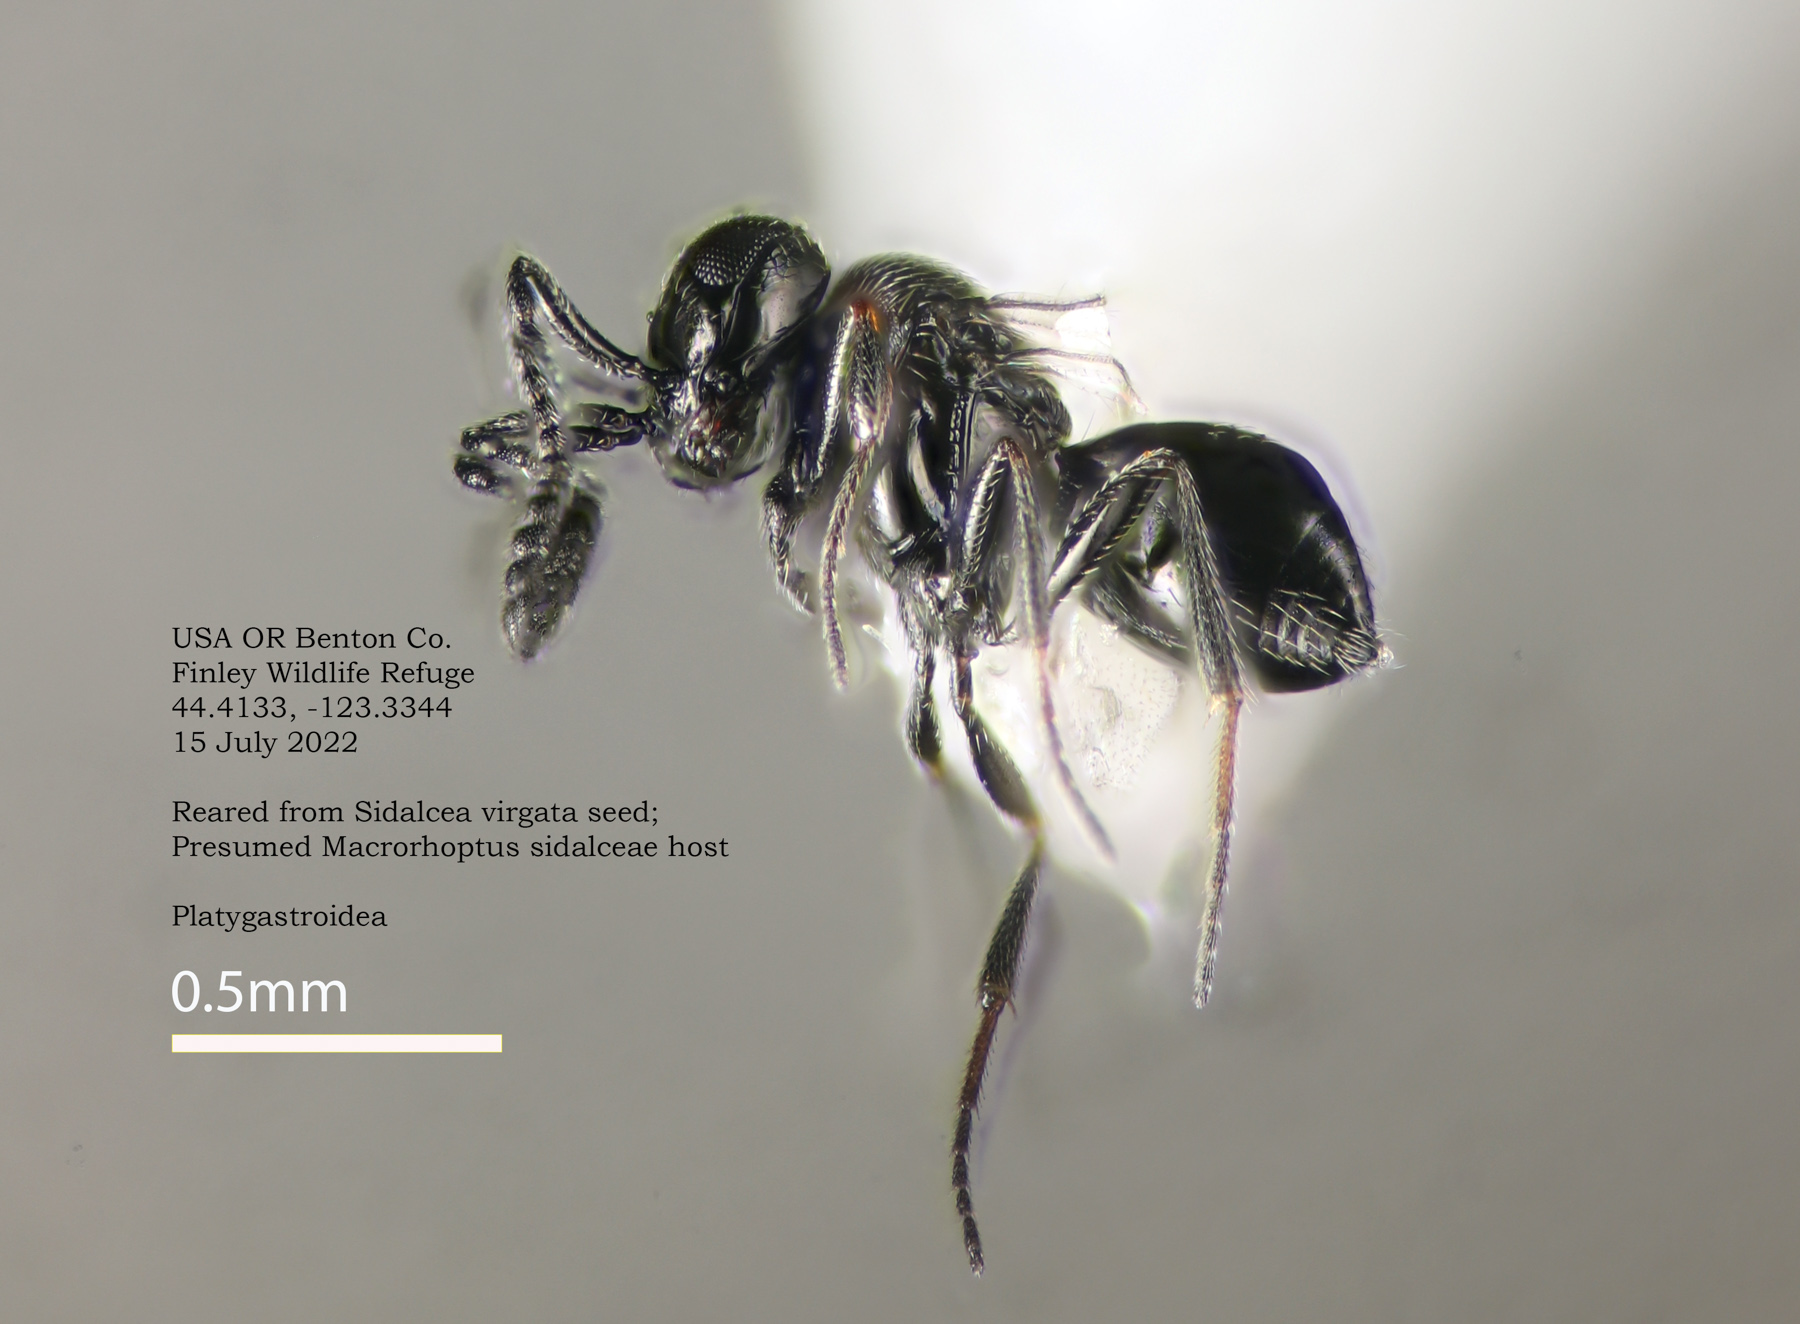 USA OR Benton Co.
Finley Wildlife Refuge
44.4133, -123.3344
15 July 2022
Reared from Sidalcea virgata seed;
Presumed Macrorhoptus sidalceae host
Platygastroidea
0.5mm